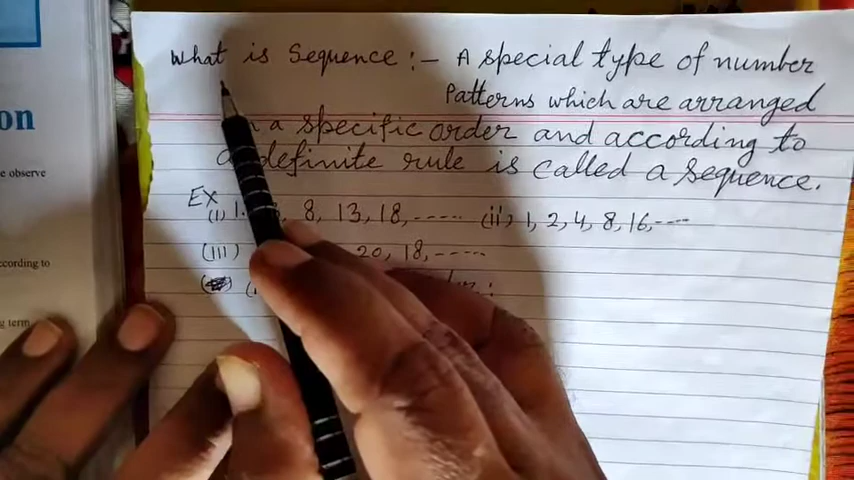 What is Sequence :- A special type of number
Patterns which are arranged
a specific order and according to
definite rule is called a sequence.
Ex
(i) 1, 8, 13, 18, ----- (ii) 1, 2, 4, 8, 16, ----
(iii) 20, 18, -----
on
s observe
cording to
g term